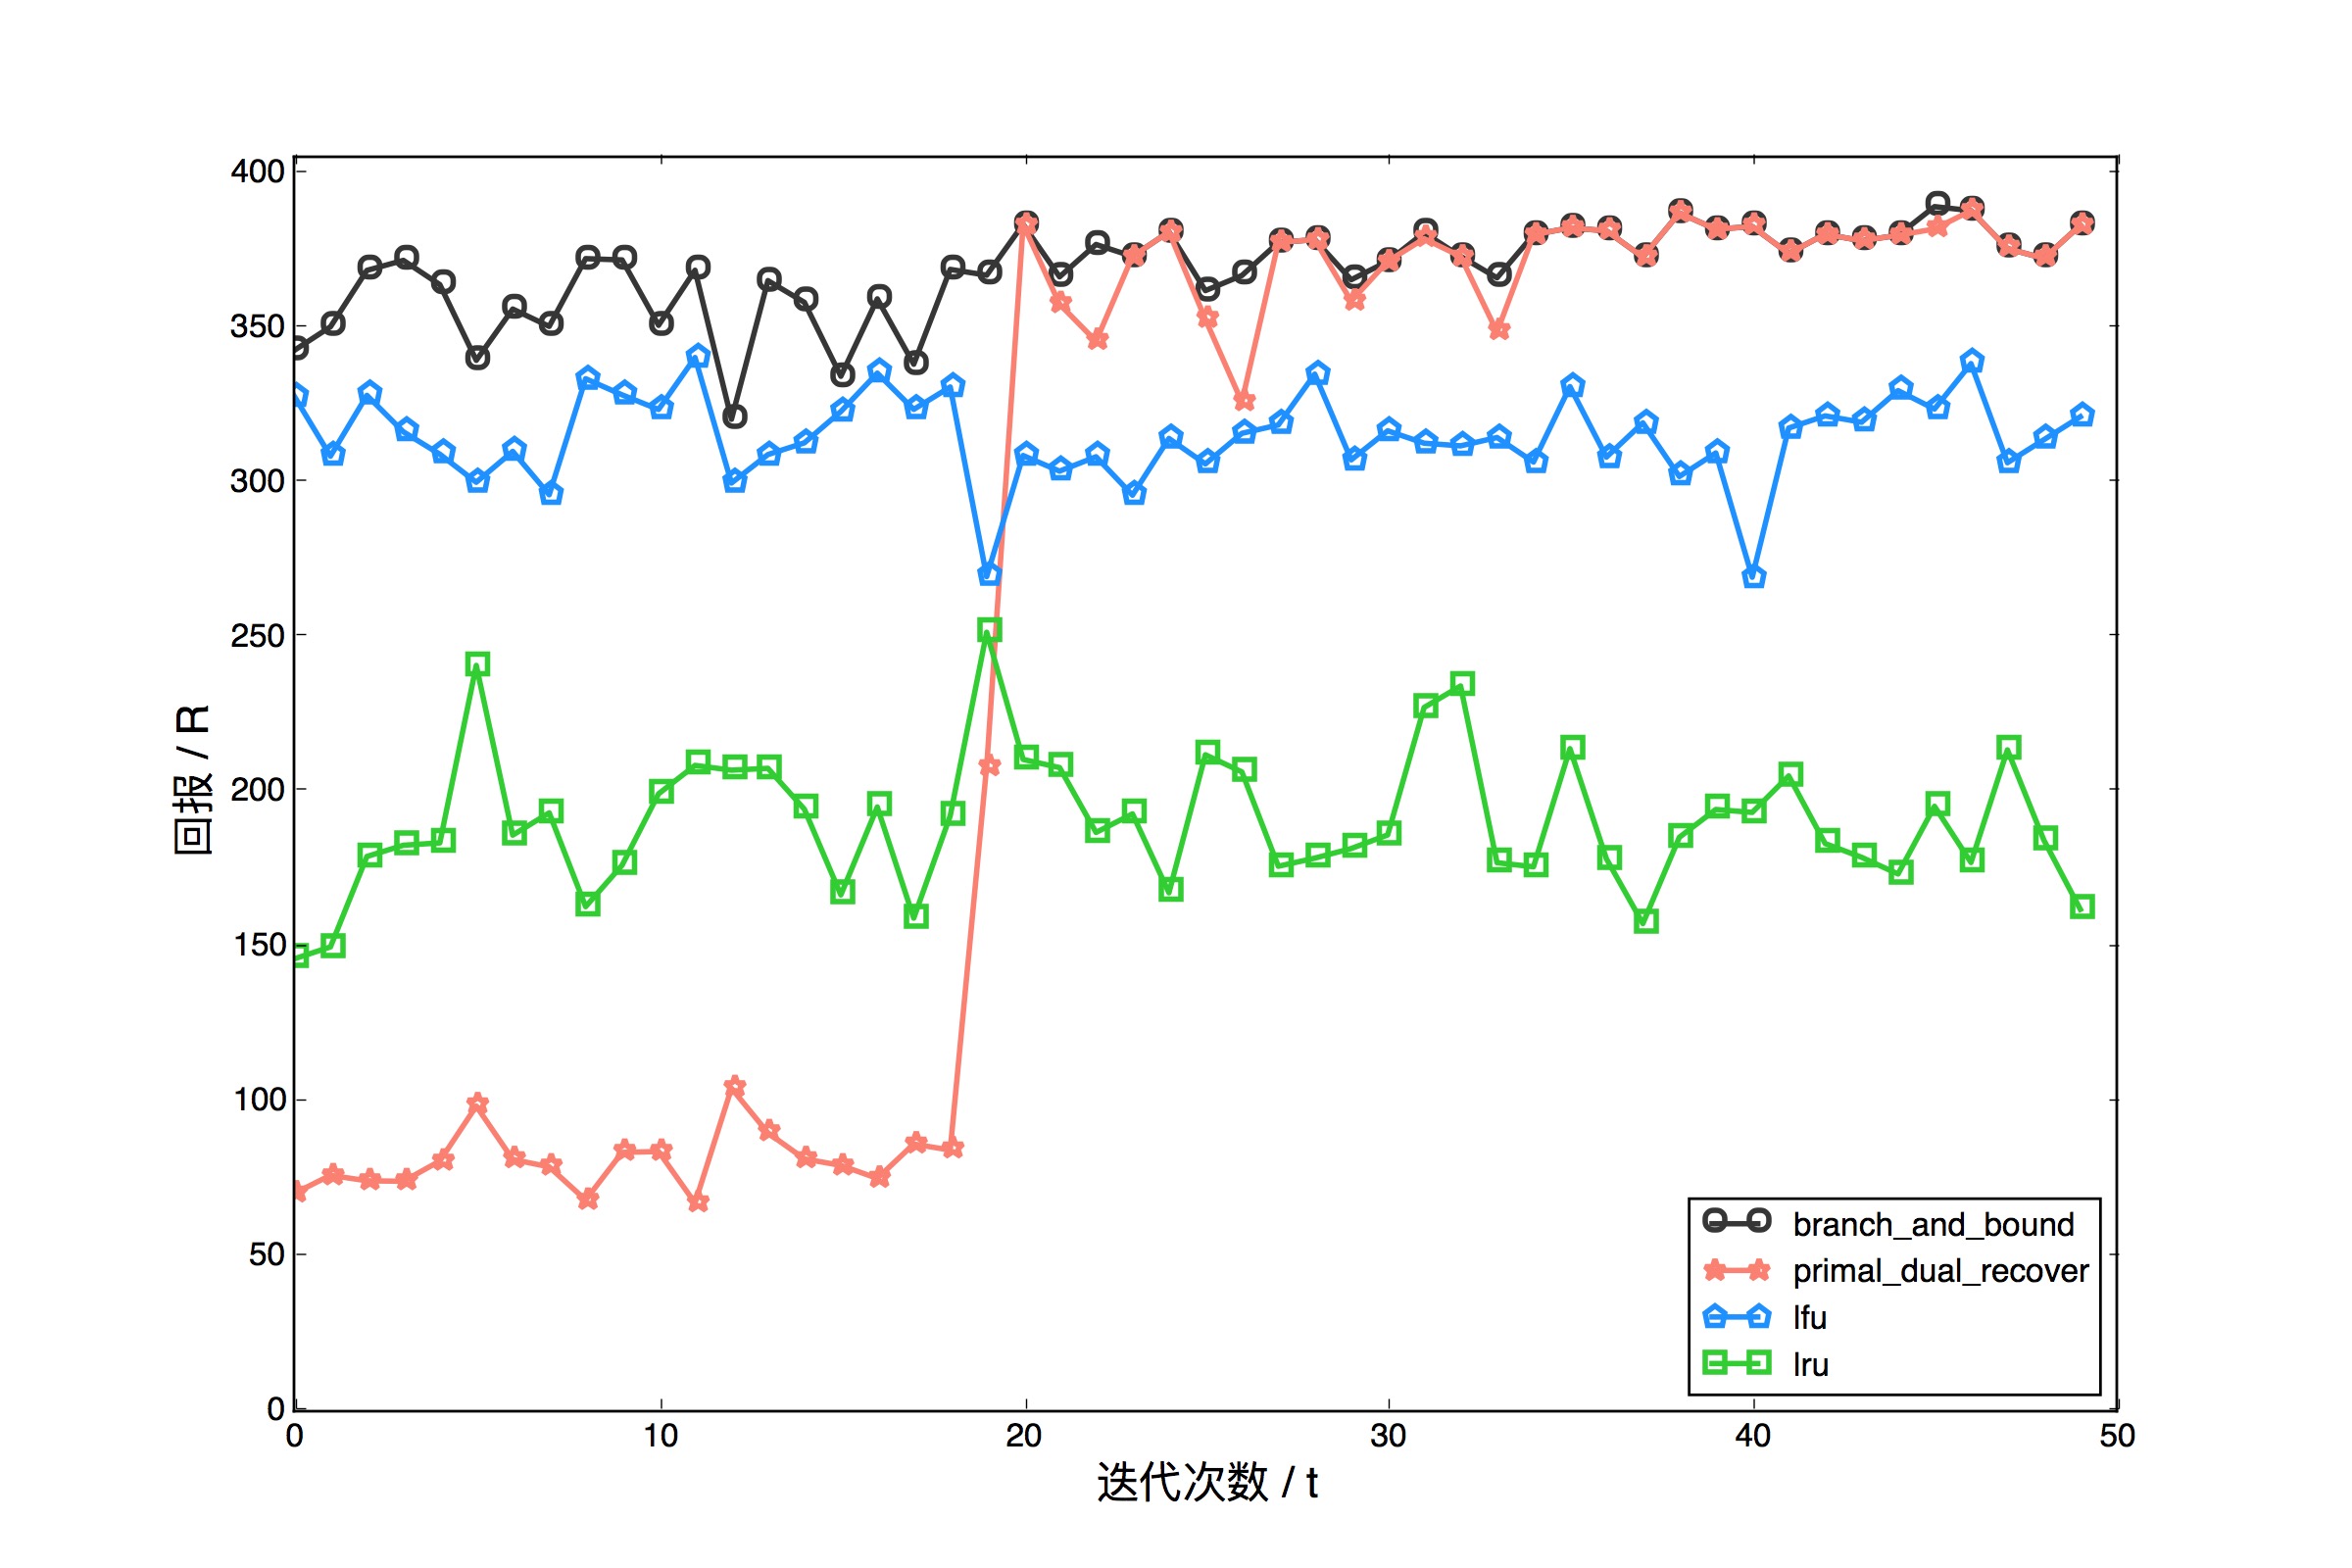 400
350
300
250
200
150
100
50
0
0 10 20 30 40 50
回报 / R
迭代次数 / t
branch_and_bound
primal_dual_recover
lfu
lru